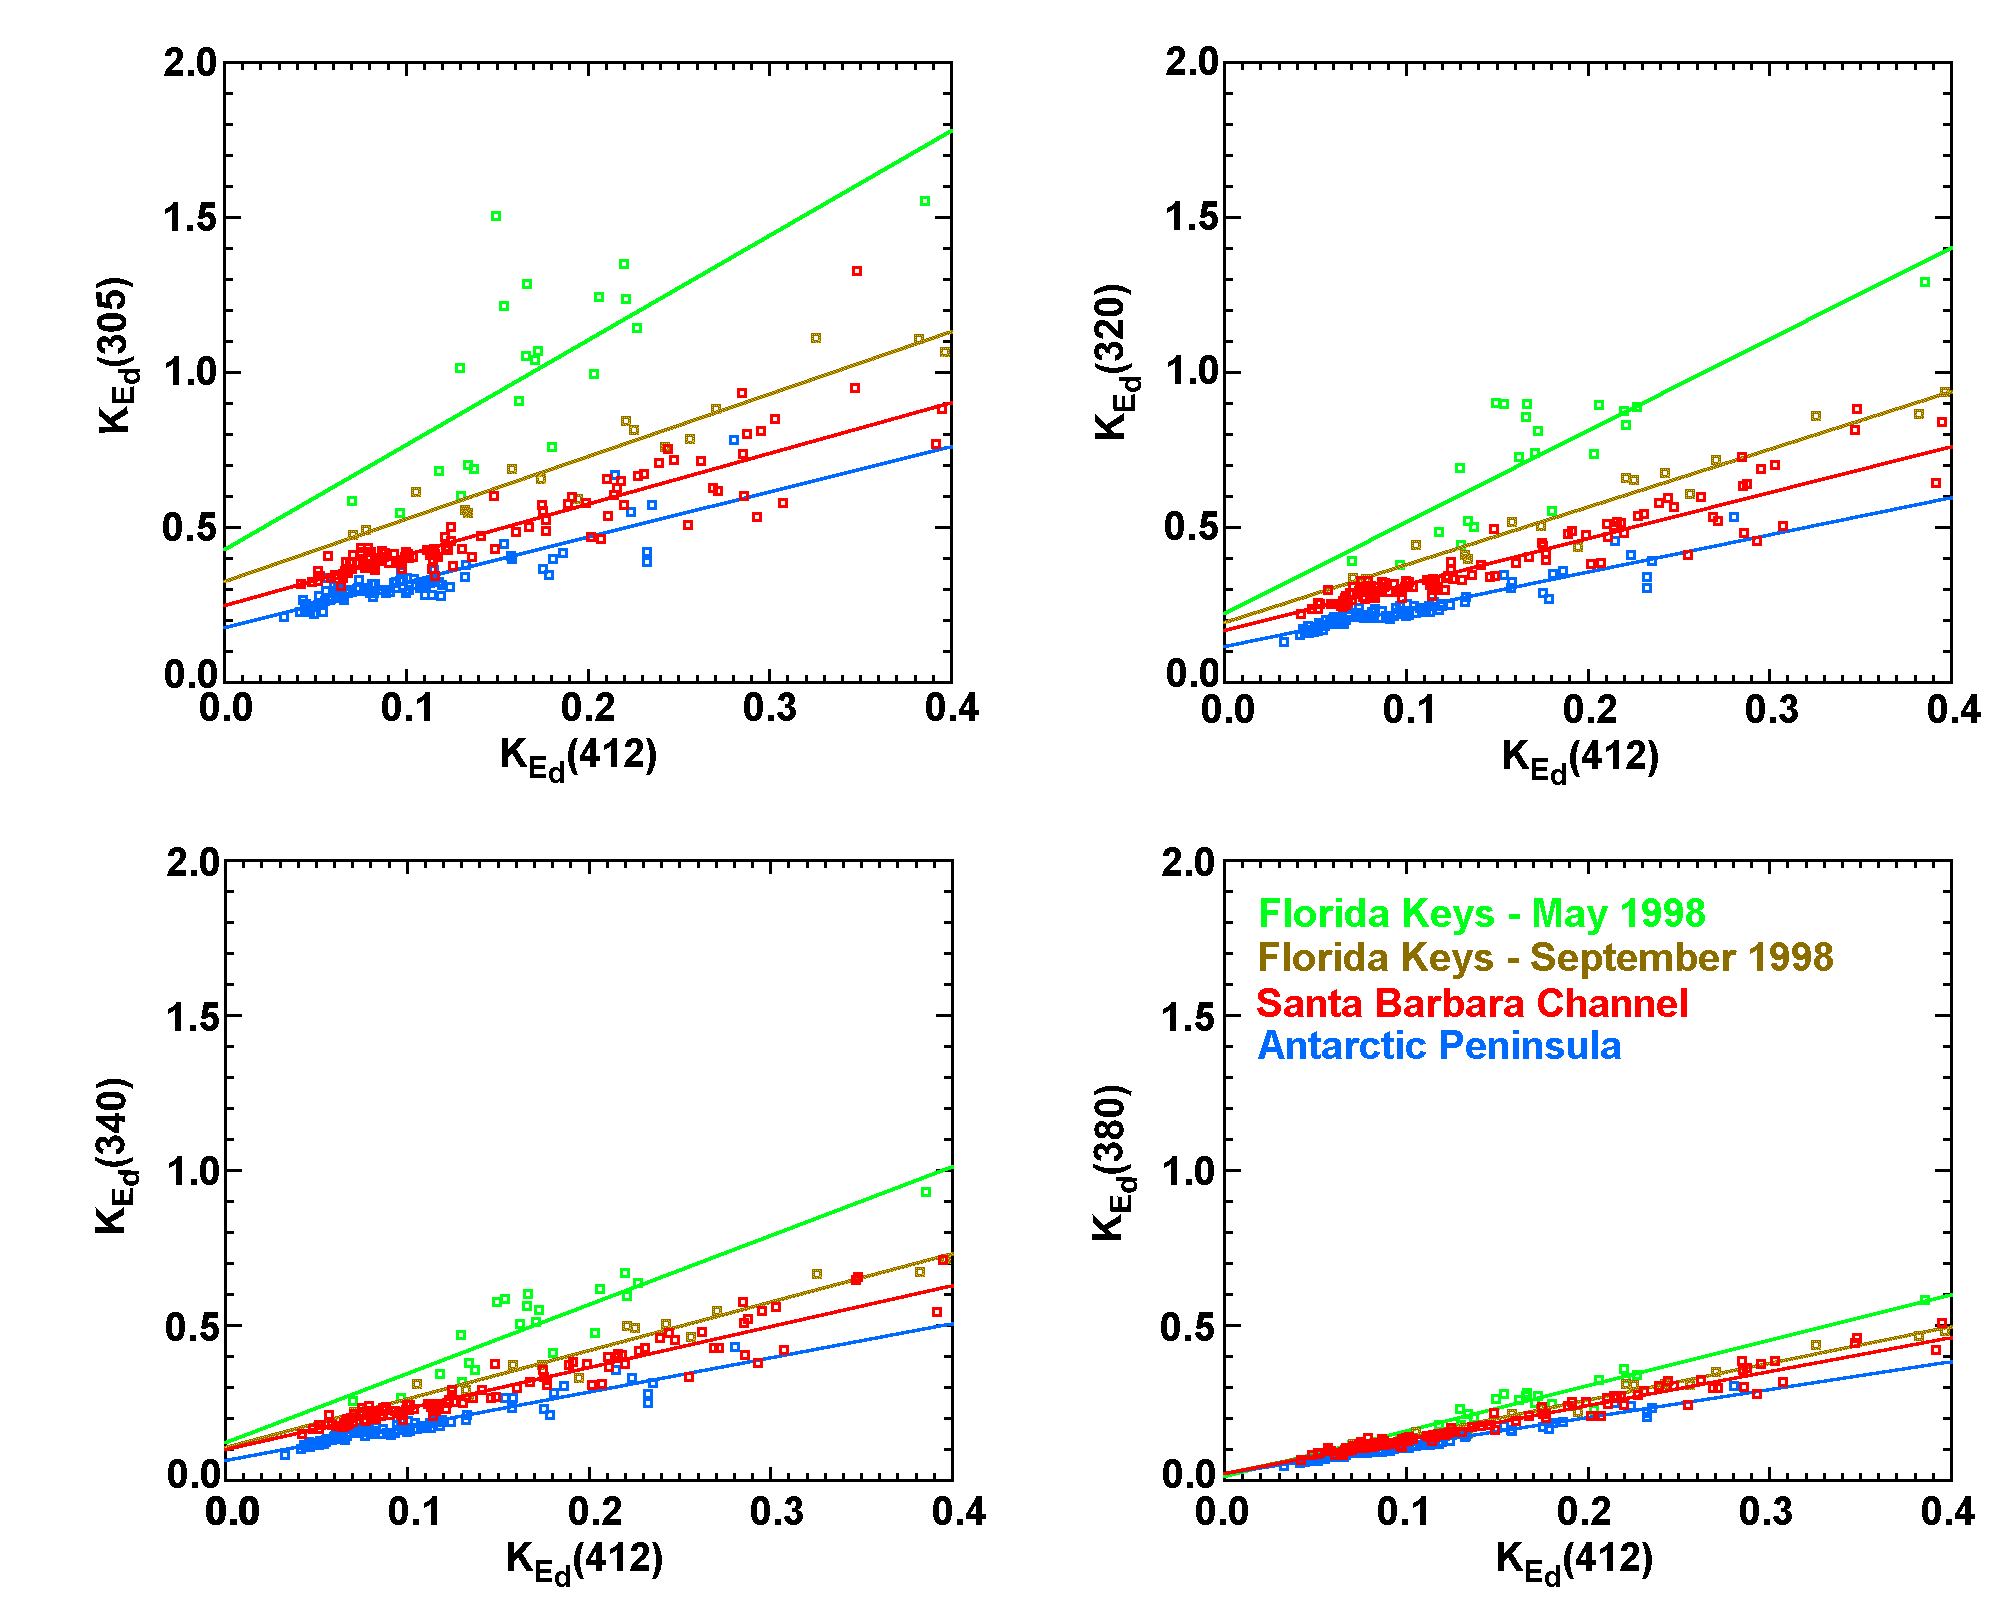 2.0
1.5
1.0
0.5
0.0
KEd(305)
0.0 0.1 0.2 0.3 0.4
KEd(412)
2.0
1.5
1.0
0.5
0.0
KEd(320)
0.0 0.1 0.2 0.3 0.4
KEd(412)
2.0
1.5
1.0
0.5
0.0
KEd(340)
0.0 0.1 0.2 0.3 0.4
KEd(412)
2.0
1.5
1.0
0.5
0.0
KEd(380)
Florida Keys - May 1998
Florida Keys - September 1998
Santa Barbara Channel
Antarctic Peninsula
0.0 0.1 0.2 0.3 0.4
KEd(412)